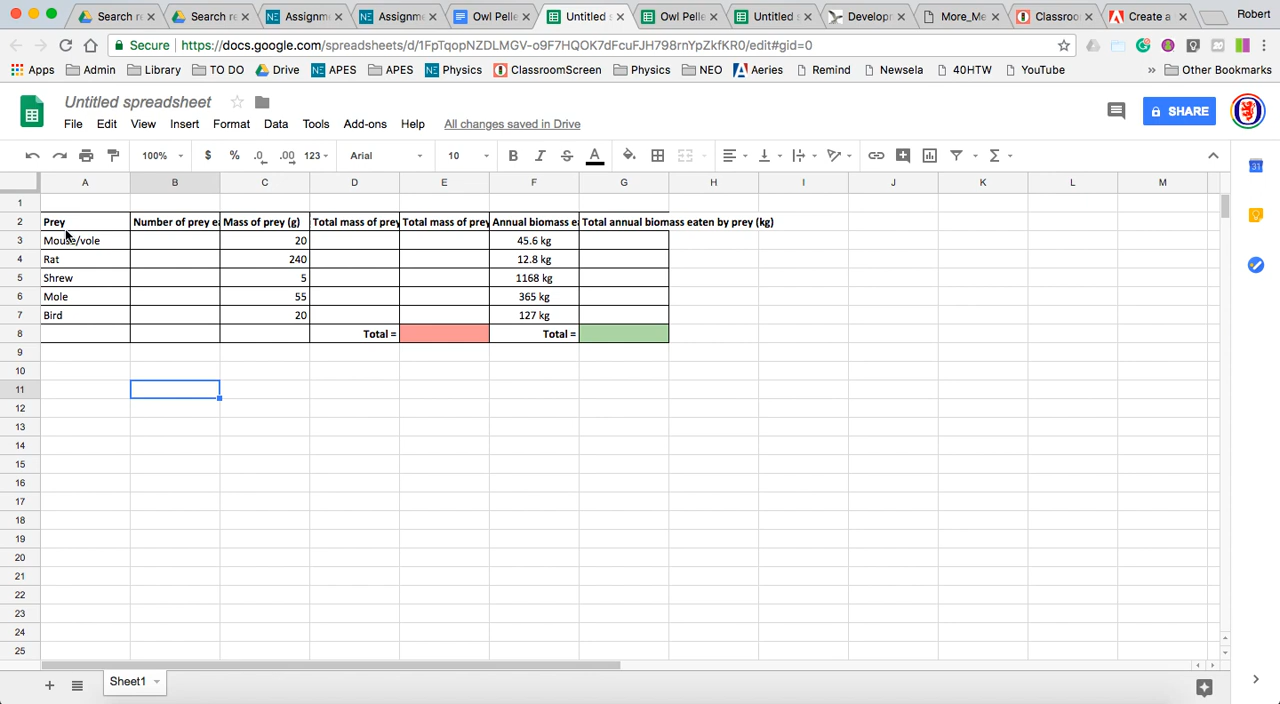 Search re
Search re
Assignm
Assignm
Owl Pelle
Untitled s
Owl Pelle
Untitled s
Developr
More_Me
Classroo
Create a
Robert
Secure https://docs.google.com/spreadsheets/d/1FpTqopNZDLMGV-o9F7HQOK7dFcuFJH798rnYpZkfKR0/edit#gid=0
Apps Admin Library TO DO Drive APES APES Physics ClassroomScreen Physics NEO Aeries Remind Newsela 40HTW YouTube » Other Bookmarks
Untitled spreadsheet
SHARE
File Edit View Insert Format Data Tools Add-ons Help All changes saved in Drive
100% $ % .0 .00 123 Arial 10 B I S A
A B C D E F G H I J K L M
1
2 Prey Number of prey ea Mass of prey (g) Total mass of prey Total mass of prey Annual biomass e Total annual biomass eaten by prey (kg)
3 Mouse/vole 20 45.6 kg
4 Rat 240 12.8 kg
5 Shrew 5 1168 kg
6 Mole 55 365 kg
7 Bird 20 127 kg
8 Total = Total =
9
10
11
12
13
14
15
16
17
18
19
20
21
22
23
24
25
Sheet1